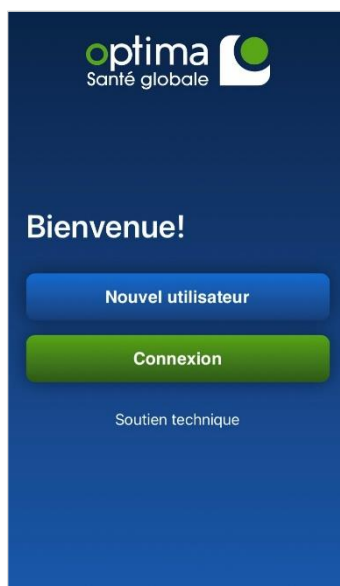 optima
Santé globale
Bienvenue!
Nouvel utilisateur
Connexion
Soutien technique